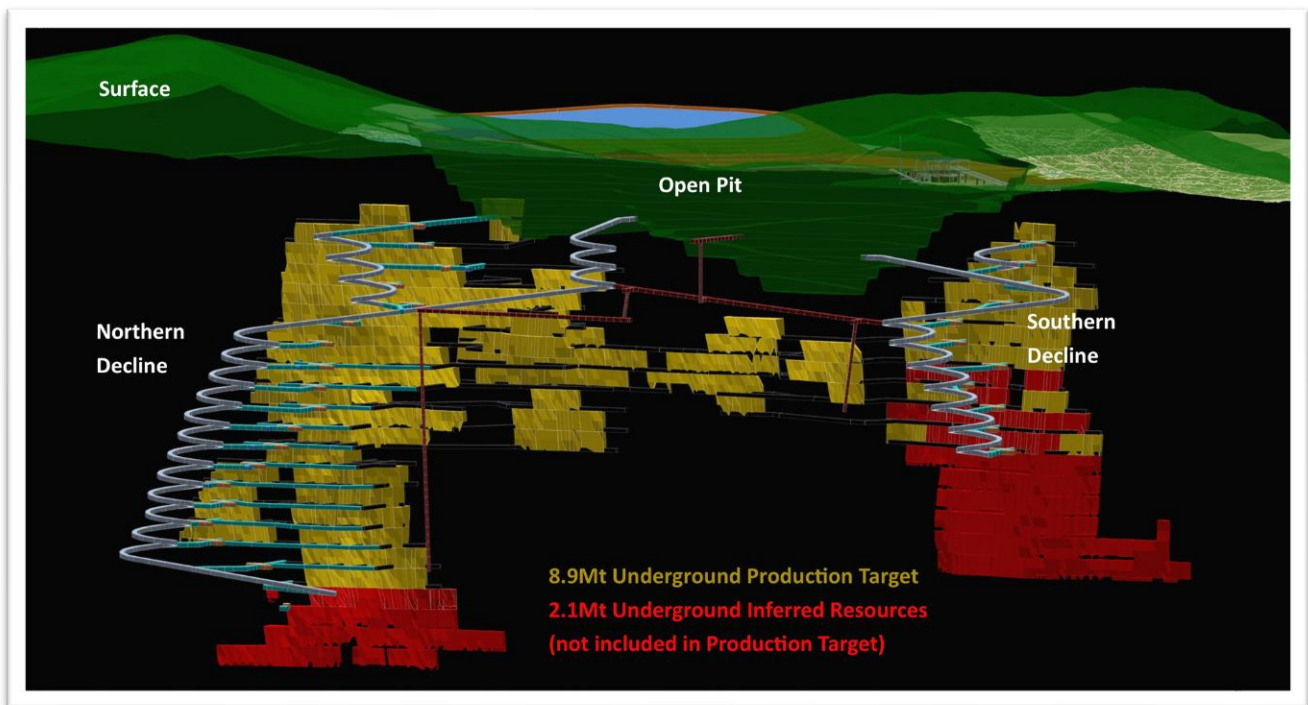 Surface
Open Pit
Northern
Decline
Southern
Decline
8.9Mt Underground Production Target
2.1Mt Underground Inferred Resources
(not included in Production Target)